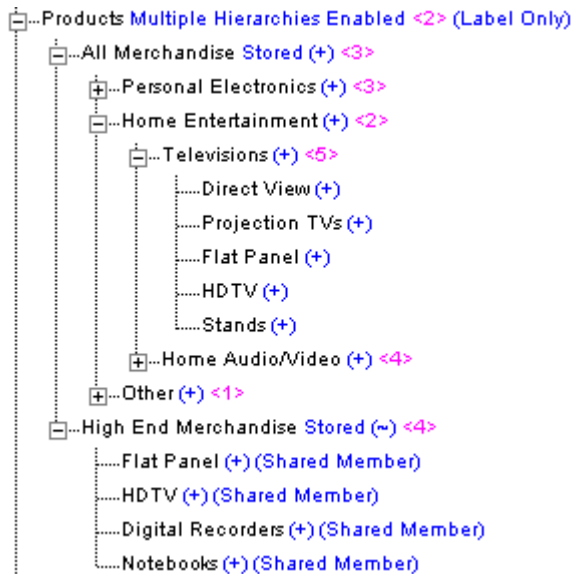 Products Multiple Hierarchies Enabled <2> (Label Only)
All Merchandise Stored (+) <3>
Personal Electronics (+) <3>
Home Entertainment (+) <2>
Televisions (+) <5>
Direct View (+)
Projection TVs (+)
Flat Panel (+)
HDTV (+)
Stands (+)
Home Audio/Video (+) <4>
Other (+) <1>
High End Merchandise Stored (~) <4>
Flat Panel (+) (Shared Member)
HDTV (+) (Shared Member)
Digital Recorders (+) (Shared Member)
Notebooks (+) (Shared Member)